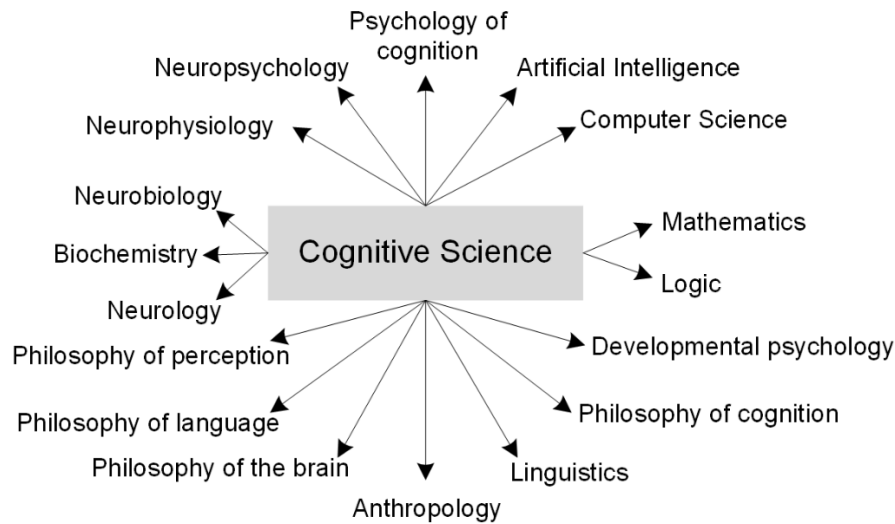 Psychology of
cognition
Neuropsychology
Artificial Intelligence
Neurophysiology
Computer Science
Neurobiology
Mathematics
Biochemistry
Cognitive Science
Logic
Neurology
Philosophy of perception
Developmental psychology
Philosophy of language
Philosophy of cognition
Philosophy of the brain
Linguistics
Anthropology